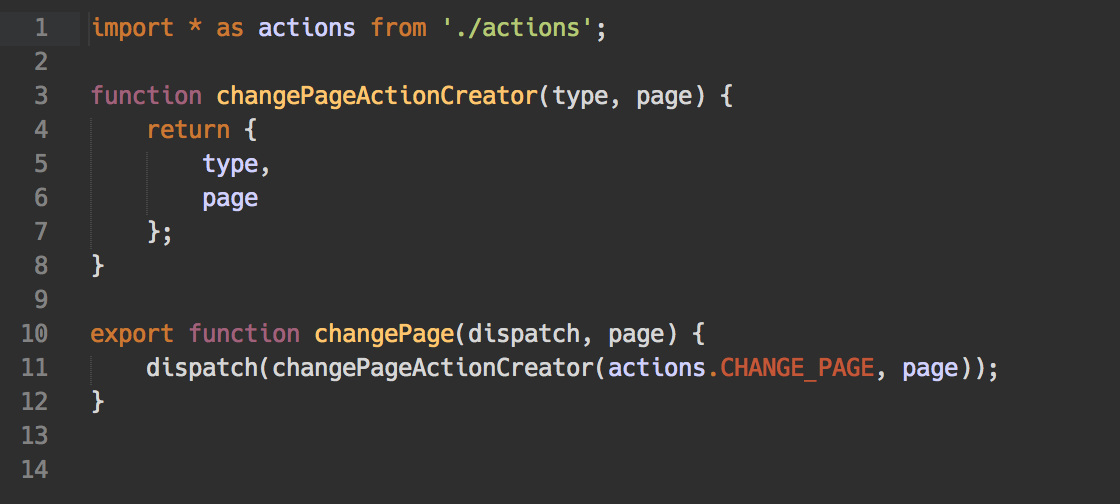 1 import * as actions from './actions';
2
3 function changePageActionCreator(type, page) {
4     return {
5         type,
6         page
7     };
8 }
9
10 export function changePage(dispatch, page) {
11     dispatch(changePageActionCreator(actions.CHANGE_PAGE, page));
12 }
13
14